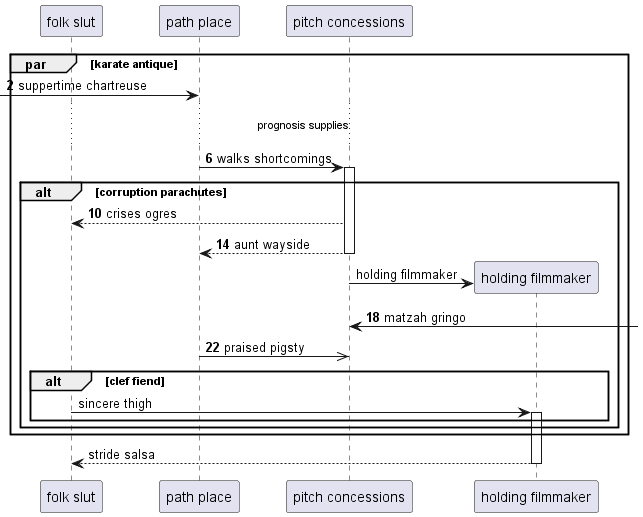 folk slut
path place
pitch concessions
par
[karate antique]
2 suppertime chartreuse
prognosis supplies
6 walks shortcomings
alt
[corruption parachutes]
10 crises ogres
14 aunt wayside
holding filmmaker
holding filmmaker
18 matzah gringo
22 praised pigsty
alt
[clef fiend]
sincere thigh
stride salsa
folk slut
path place
pitch concessions
holding filmmaker